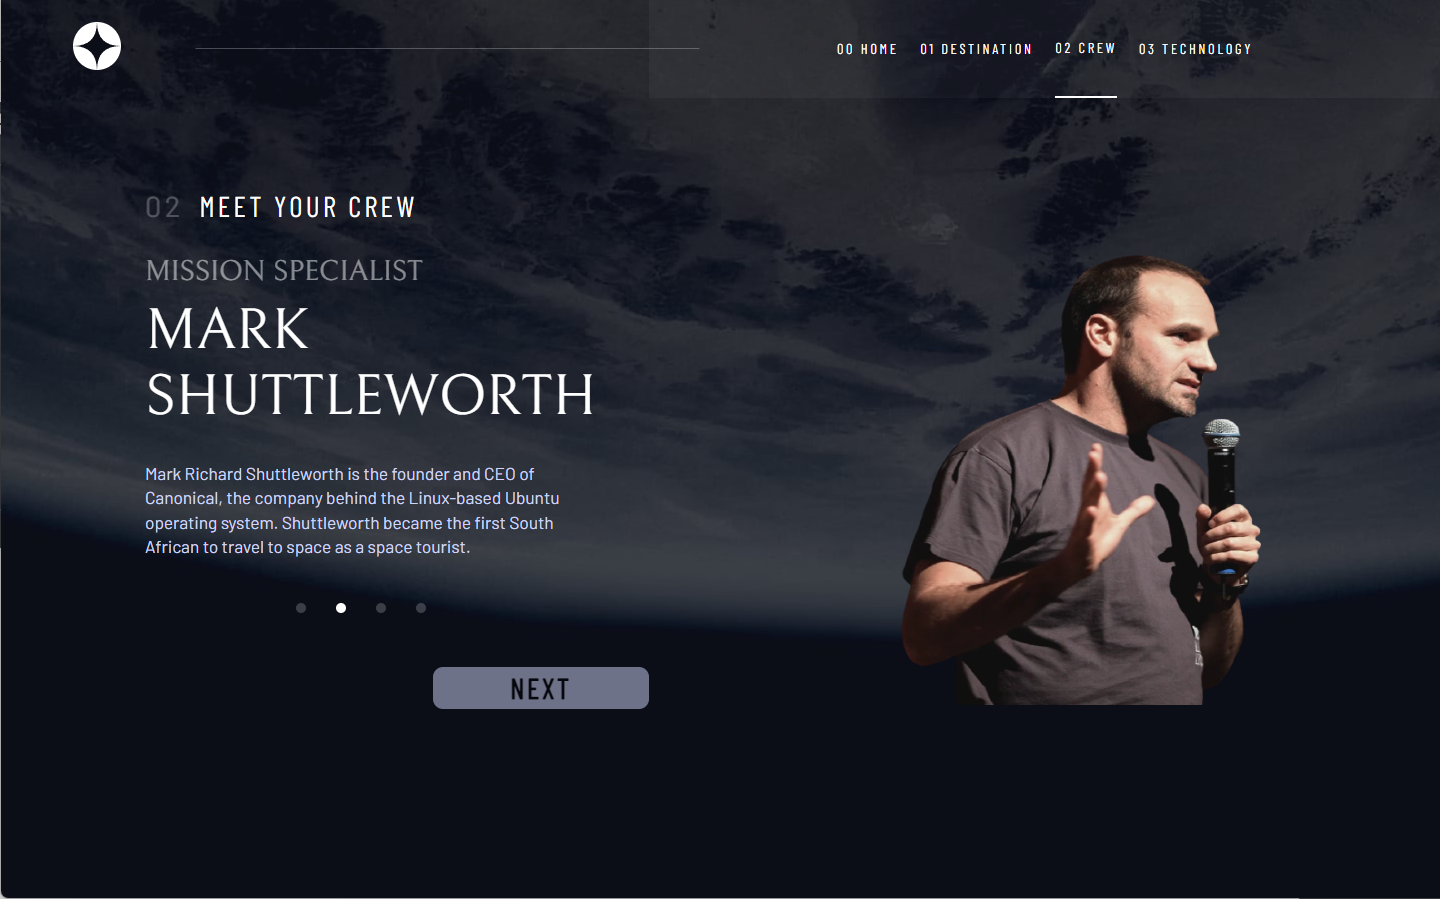 00 HOME 01 DESTINATION 02 CREW 03 TECHNOLOGY
02 MEET YOUR CREW
MISSION SPECIALIST
MARK
SHUTTLEWORTH
Mark Richard Shuttleworth is the founder and CEO of
Canonical, the company behind the Linux-based Ubuntu
operating system. Shuttleworth became the first South
African to travel to space as a space tourist.
NEXT